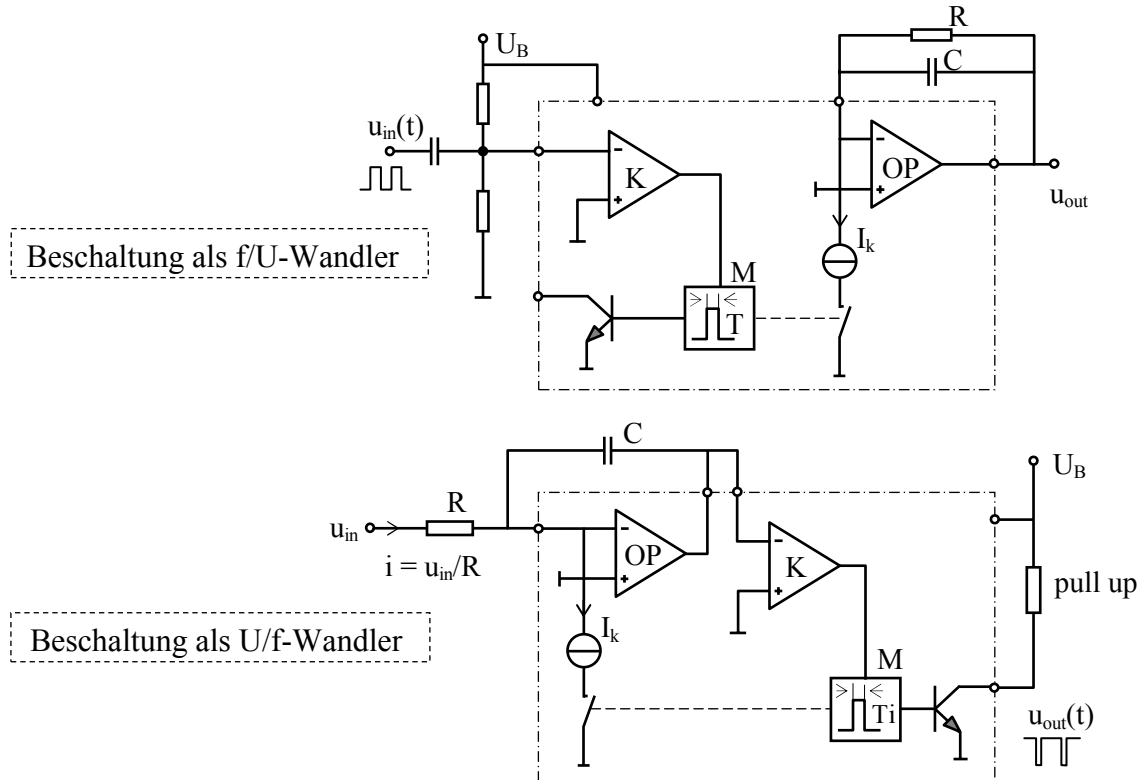 R
U_B
C
u_in(t)
-
K
+
-
OP
+
u_out
Beschaltung als f/U-Wandler
I_k
M
T
C
U_B
u_in
R
-
OP
+
-
K
+
i = u_in/R
pull up
Beschaltung als U/f-Wandler
I_k
M
Ti
u_out(t)